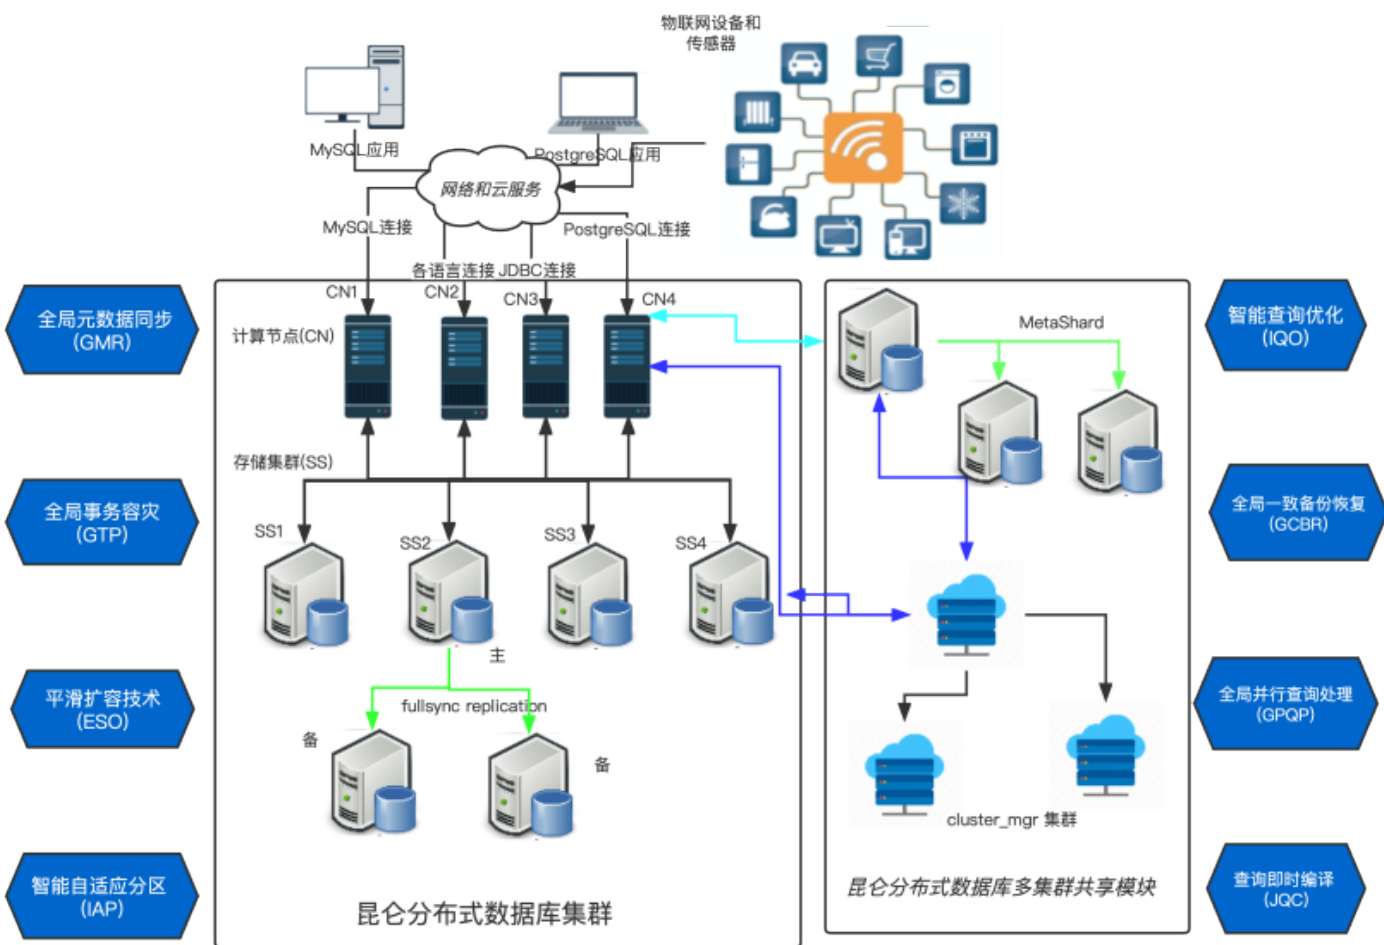 物联网设备和
传感器
MySQL应用
PostgreSQL应用
网络和云服务
MySQL连接
PostgreSQL连接
各语言连接
JDBC连接
CN1
CN2
CN3
CN4
计算节点(CN)
存储集群(SS)
SS1
SS2
SS3
SS4
主
fullsync replication
备
备
昆仑分布式数据库集群
MetaShard
cluster_mgr 集群
昆仑分布式数据库多集群共享模块
全局元数据同步
(GMR)
全局事务容灾
(GTP)
平滑扩容技术
(ESO)
智能自适应分区
(IAP)
智能查询优化
(IQO)
全局一致备份恢复
(GCBR)
全局并行查询处理
(GPQP)
查询即时编译
(JQC)